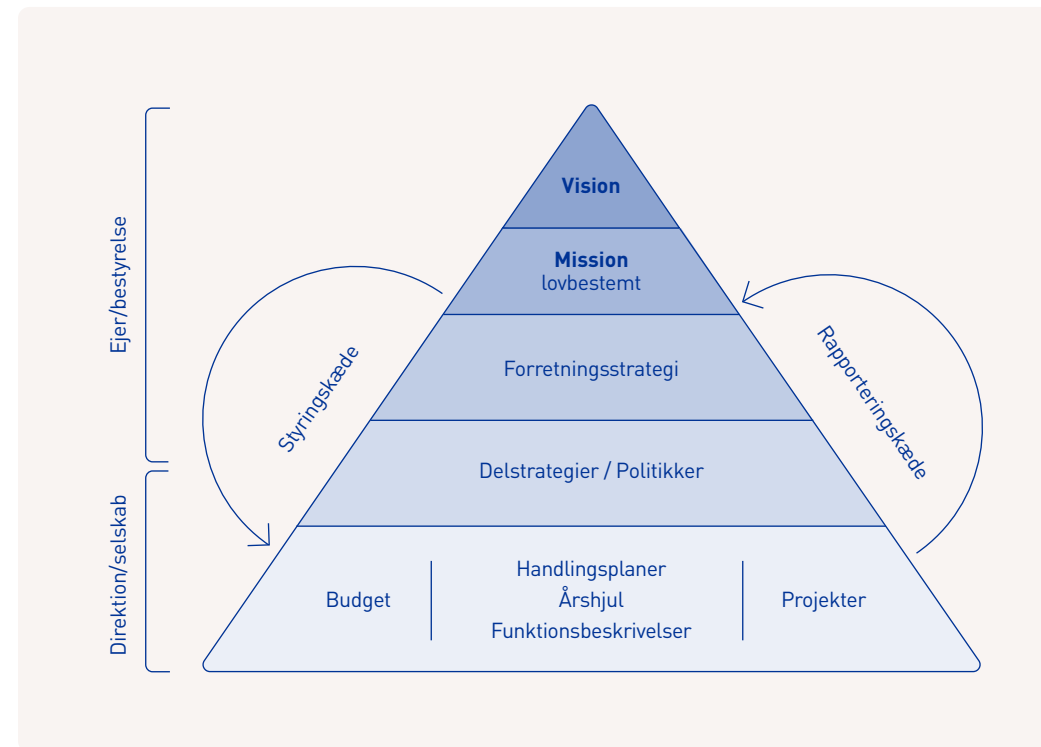 Vision
Mission
lovbestemt
Forretningsstrategi
Delstrategier / Politikker
Budget
Handlingsplaner
Årshjul
Funktionsbeskrivelser
Projekter
Ejer/bestyrelse
Direktion/selskab
Styringskæde
Rapporteringskæde